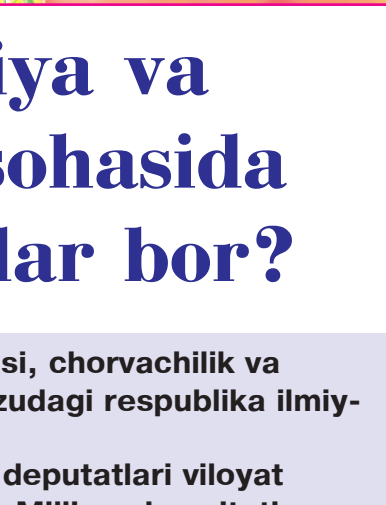 iya va
sohasida
lar bor?
si, chorvachilik va
zudagi respublika ilmiy-
deputatlari viloyat